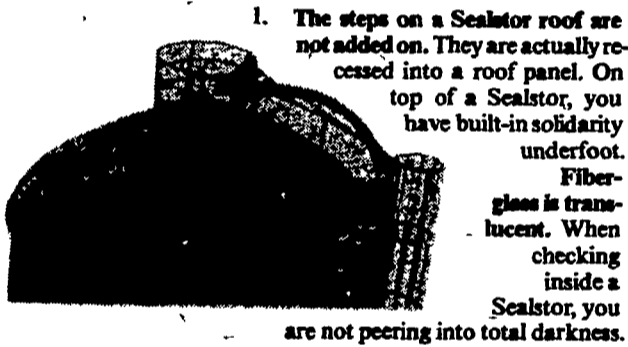 1. The steps on a Sealstor roof are
not added on. They are actually re-
cessed into a roof panel. On
top of a Sealstor, you
have built-in solidarity
underfoot.
Fiber-
glass is trans-
lucent. When
checking
inside a
Sealstor, you
are not peering into total darkness.